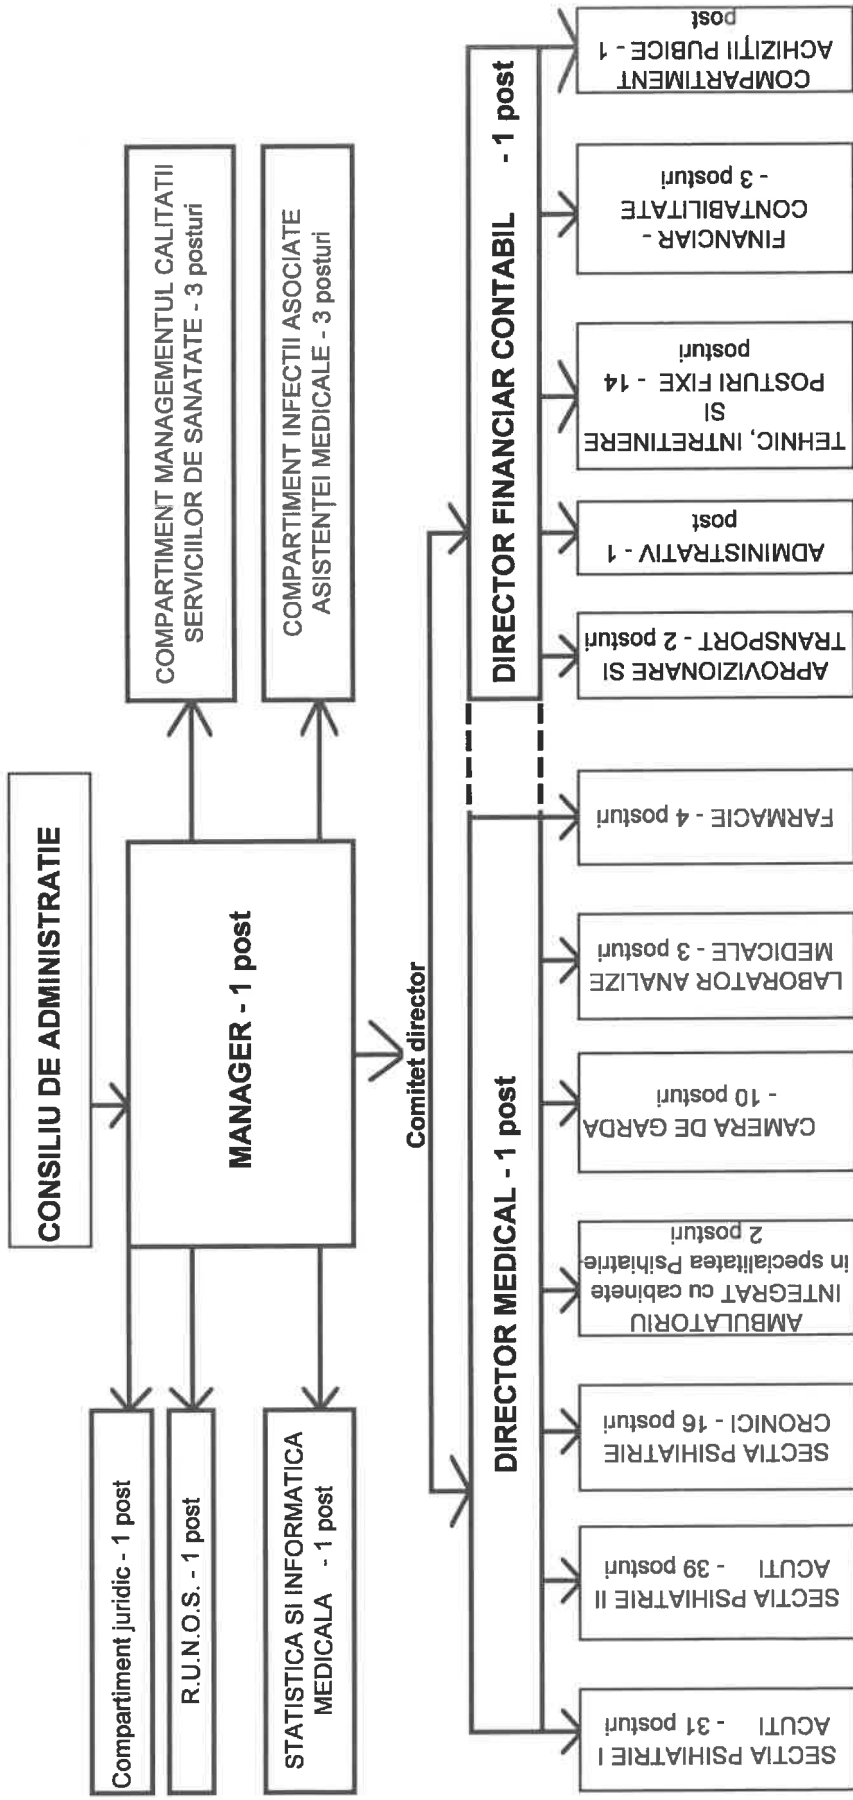 CONSILIU DE ADMINISTRATIE
MANAGER - 1 post
Compartiment juridic - 1 post
R.U.N.O.S. - 1 post
STATISTICA SI INFORMATICA
MEDICALA - 1 post
COMPARTIMENT MANAGEMENTUL CALITATII
SERVICIILOR DE SANATATE - 3 posturi
COMPARTIMENT INFECTII ASOCIATE
ASISTENȚEI MEDICALE - 3 posturi
Comitet director
DIRECTOR MEDICAL - 1 post
DIRECTOR FINANCIAR CONTABIL - 1 post
SECTIA PSIHIATRIE I
ACUTI - 31 posturi
SECTIA PSIHIATRIE II
ACUTI - 39 posturi
SECTIA PSIHIATRIE
CRONICI - 16 posturi
AMBULATORIU
INTEGRAT cu cabinete
in specialitatea Psihiatrie-
2 posturi
CAMERA DE GARDA
- 10 posturi
LABORATOR ANALIZE
MEDICALE - 3 posturi
FARMACIE - 4 posturi
APROVIZIONARE SI
TRANSPORT - 2 posturi
ADMINISTRATIV - 1
post
TEHNIC, INTRETINERE
SI
POSTURI FIXE - 14
posturi
FINANCIAR -
CONTABILITATE
- 3 posturi
COMPARTIMENT
ACHIZIȚII PUBICE - 1
post